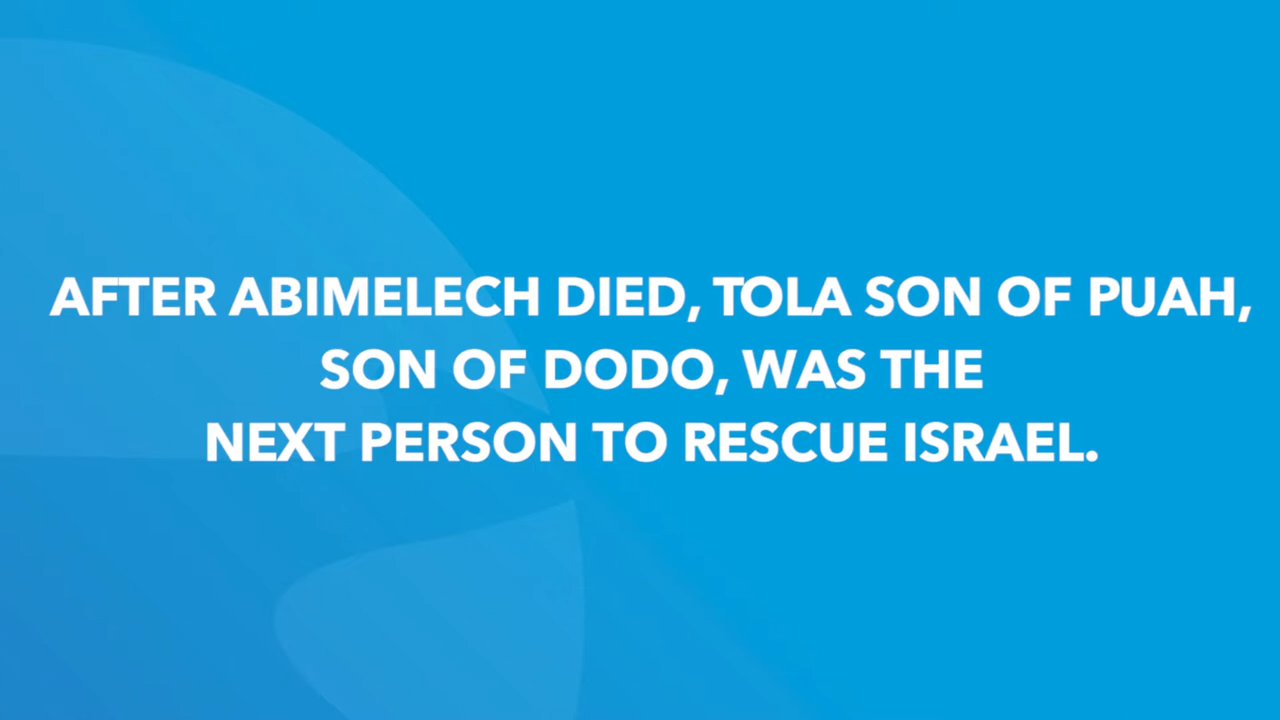 AFTER ABIMELECH DIED, TOLA SON OF PUAH,
SON OF DODO, WAS THE
NEXT PERSON TO RESCUE ISRAEL.